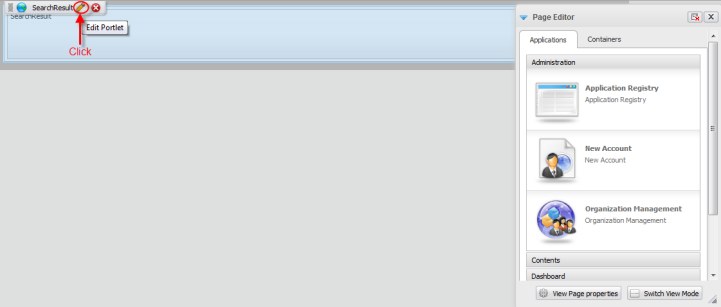 SearchResult
SearchResult
Edit Portlet
Click
Page Editor
Applications
Containers
Administration
Application Registry
Application Registry
New Account
New Account
Organization Management
Organization Management
Contents
Dashboard
View Page properties
Switch View Mode